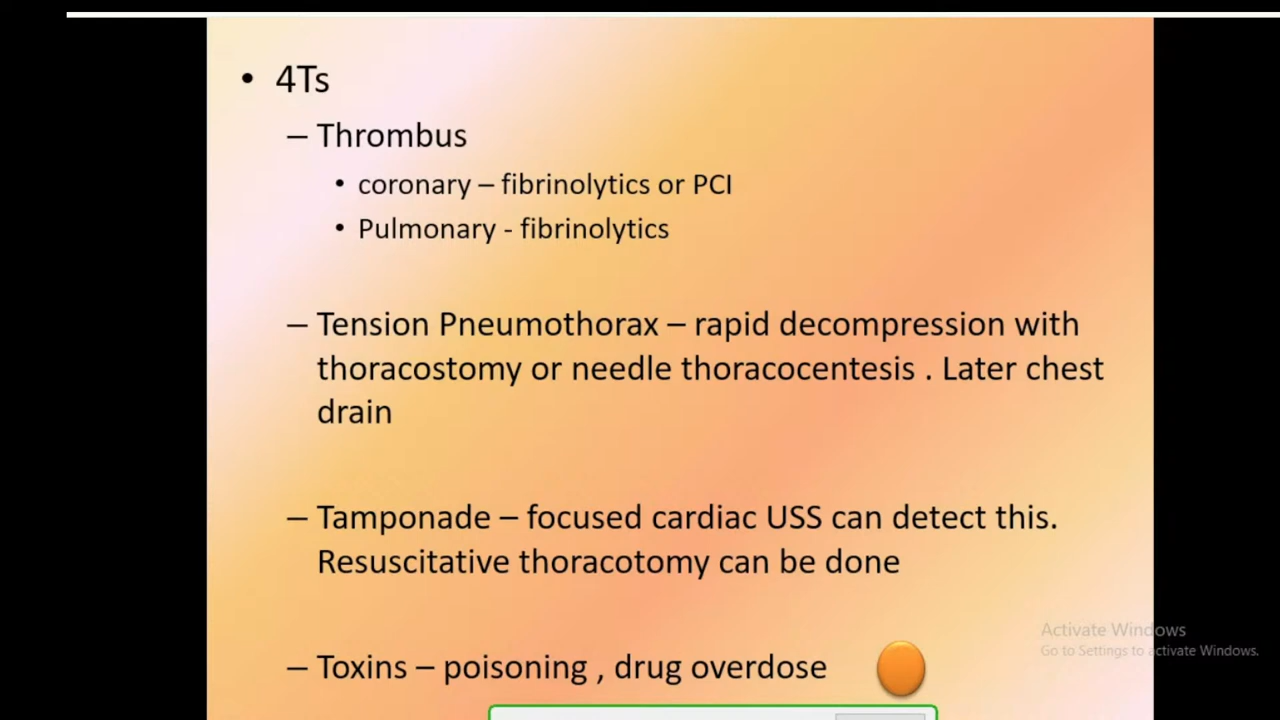 • 4Ts
– Thrombus
• coronary – fibrinolytics or PCI
• Pulmonary - fibrinolytics
– Tension Pneumothorax – rapid decompression with
thoracostomy or needle thoracocentesis . Later chest
drain
– Tamponade – focused cardiac USS can detect this.
Resuscitative thoracotomy can be done
– Toxins – poisoning , drug overdose
Activate Windows
Go to Settings to activate Windows.